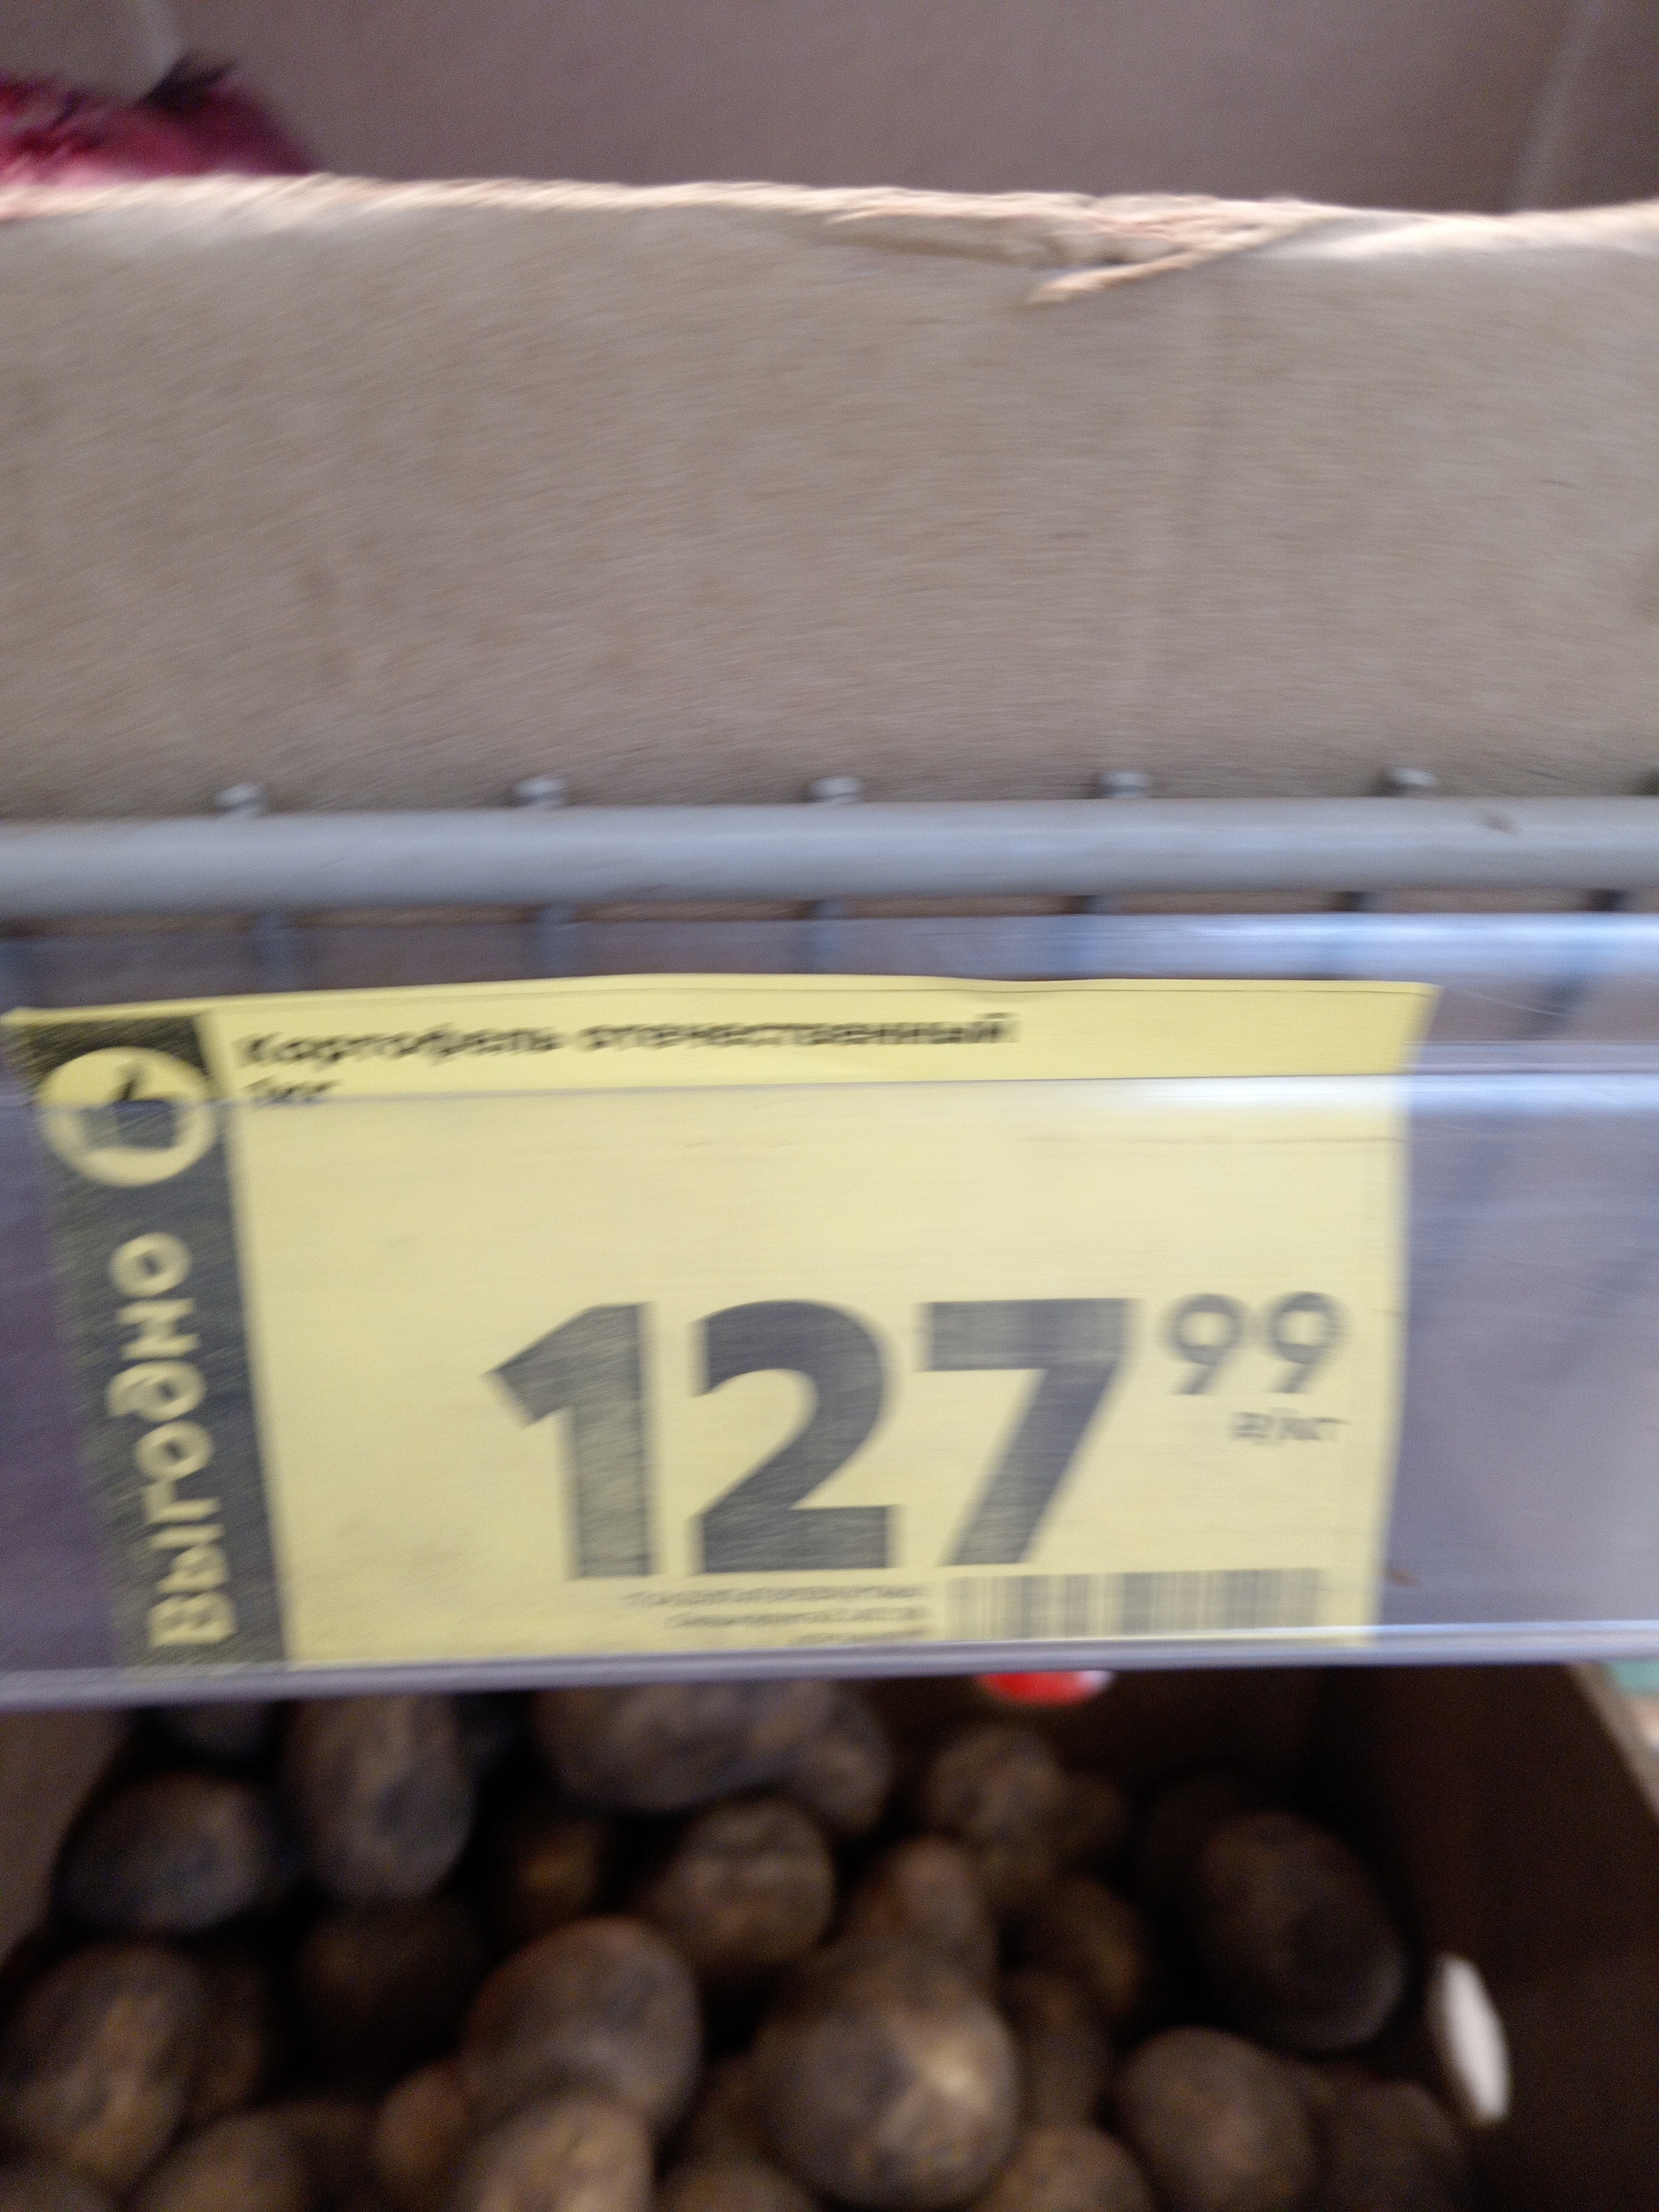 Картофель отечественный
1кг
ВЫГОДНО
127 99
₽/кг